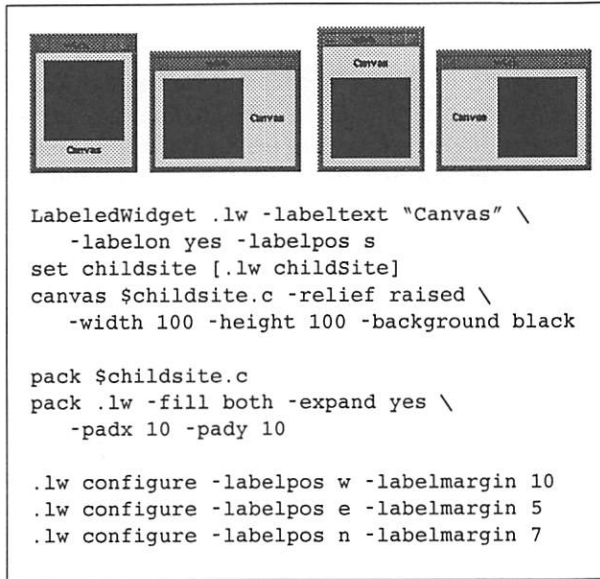 Canvas
Canvas
Canvas
Canvas
LabeledWidget .lw -labeltext "Canvas" \
-labelon yes -labelpos s
set childsite [.lw childSite]
canvas $childsite.c -relief raised \
-width 100 -height 100 -background black
pack $childsite.c
pack .lw -fill both -expand yes \
-padx 10 -pady 10
.lw configure -labelpos w -labelmargin 10
.lw configure -labelpos e -labelmargin 5
.lw configure -labelpos n -labelmargin 7